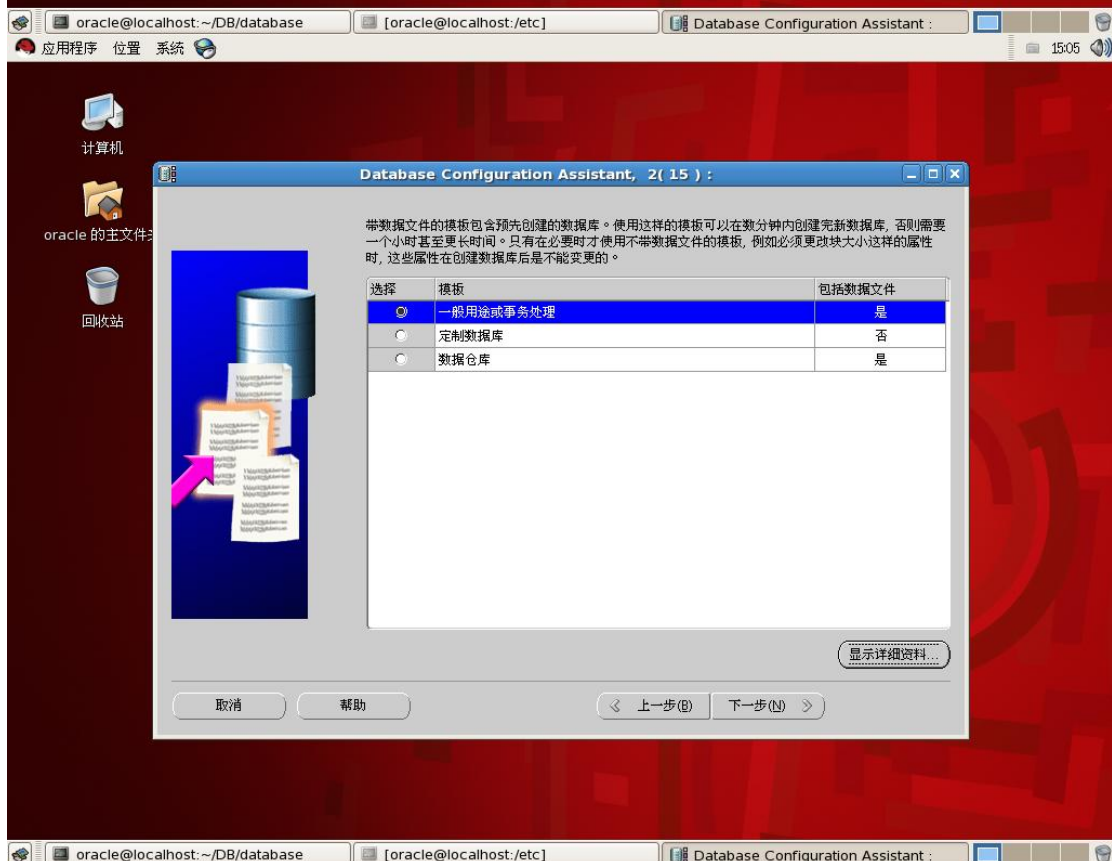 oracle@localhost:~/DB/database
[oracle@localhost:/etc]
Database Configuration Assistant :
应用程序 位置 系统
15:05
计算机
oracle 的主文件
回收站
Database Configuration Assistant, 2( 15 ) :
带数据文件的模板包含预先创建的数据库。使用这样的模板可以在数分钟内创建完新数据库, 否则需要
一个小时甚至更长时间。只有在必要时才使用不带数据文件的模板, 例如必须更改块大小这样的属性
时, 这些属性在创建数据库后是不能变更的。
选择 模板 包括数据文件
一般用途或事务处理 是
定制数据库 否
数据仓库 是
显示详细资料...
取消 帮助 上一步(B) 下一步(N)
oracle@localhost:~/DB/database
[oracle@localhost:/etc]
Database Configuration Assistant :